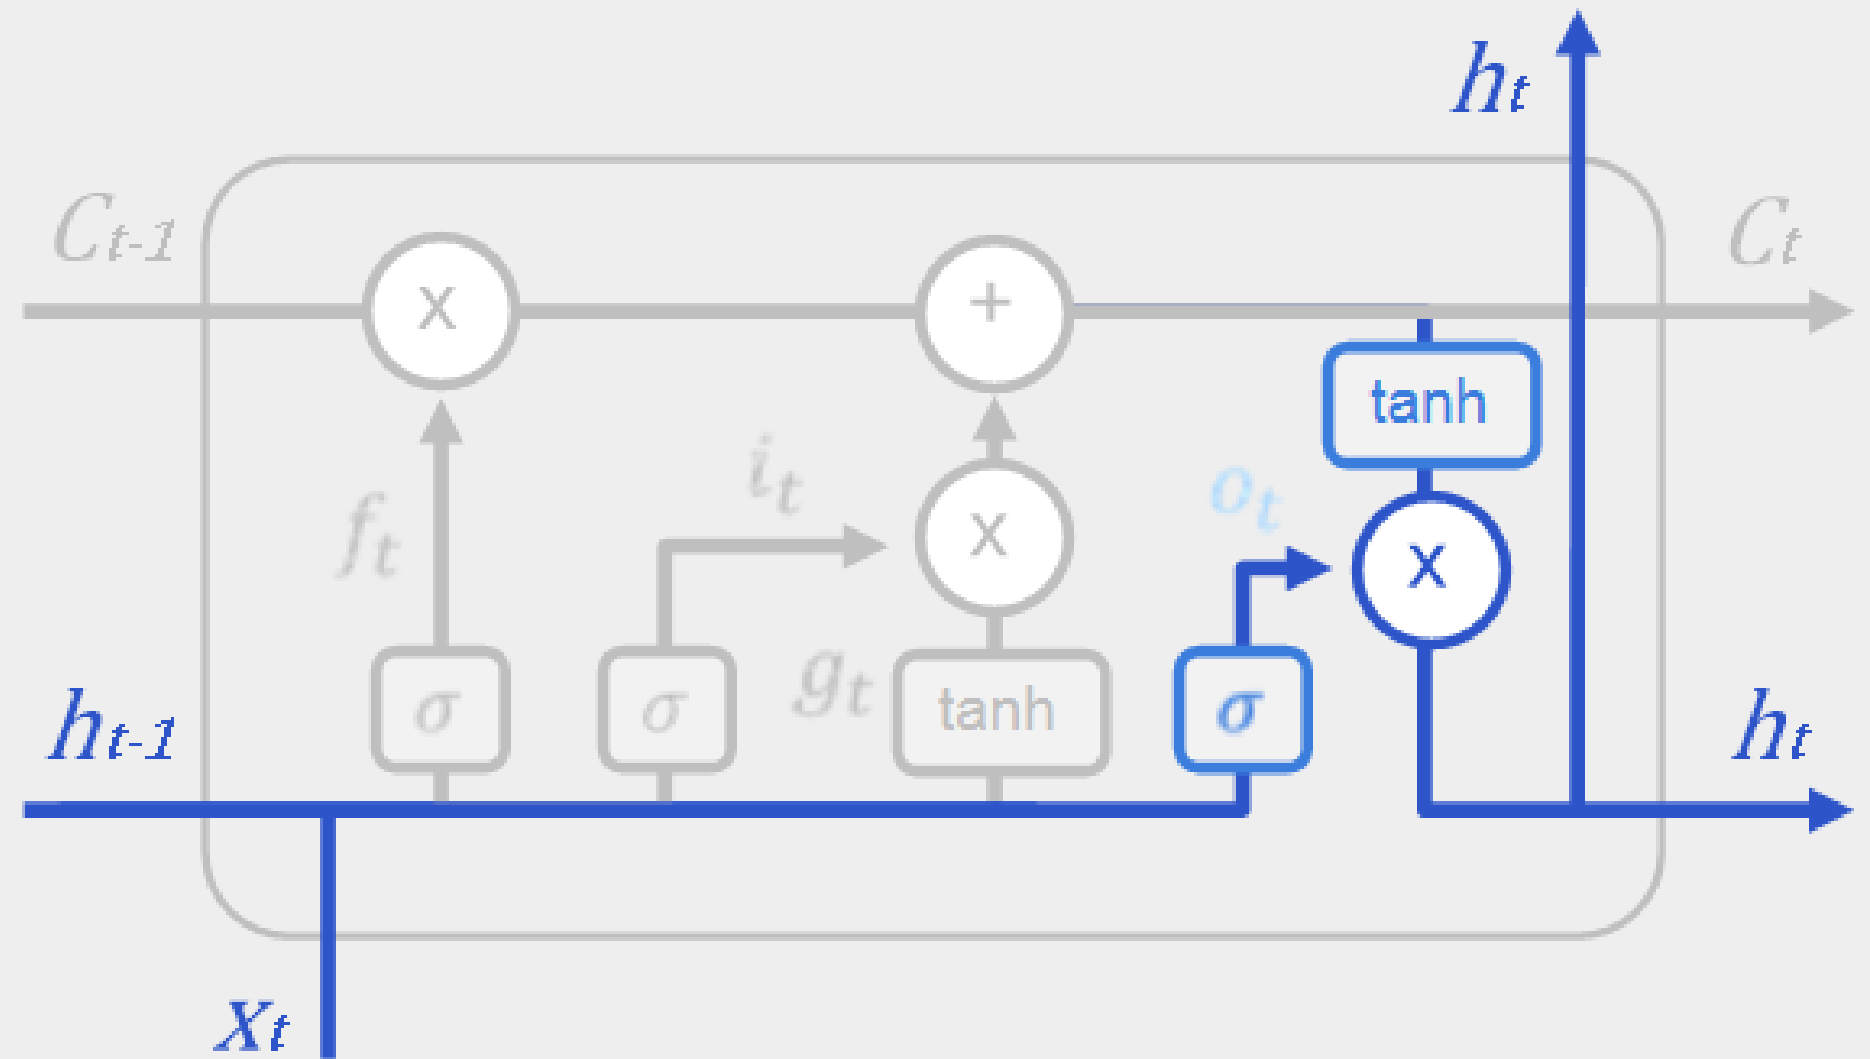 hₜ
Cₜ₋₁
Cₜ
x
+
tanh
iₜ
oₜ
fₜ
x
x
hₜ₋₁
σ
σ
gₜ
tanh
σ
hₜ
xₜ